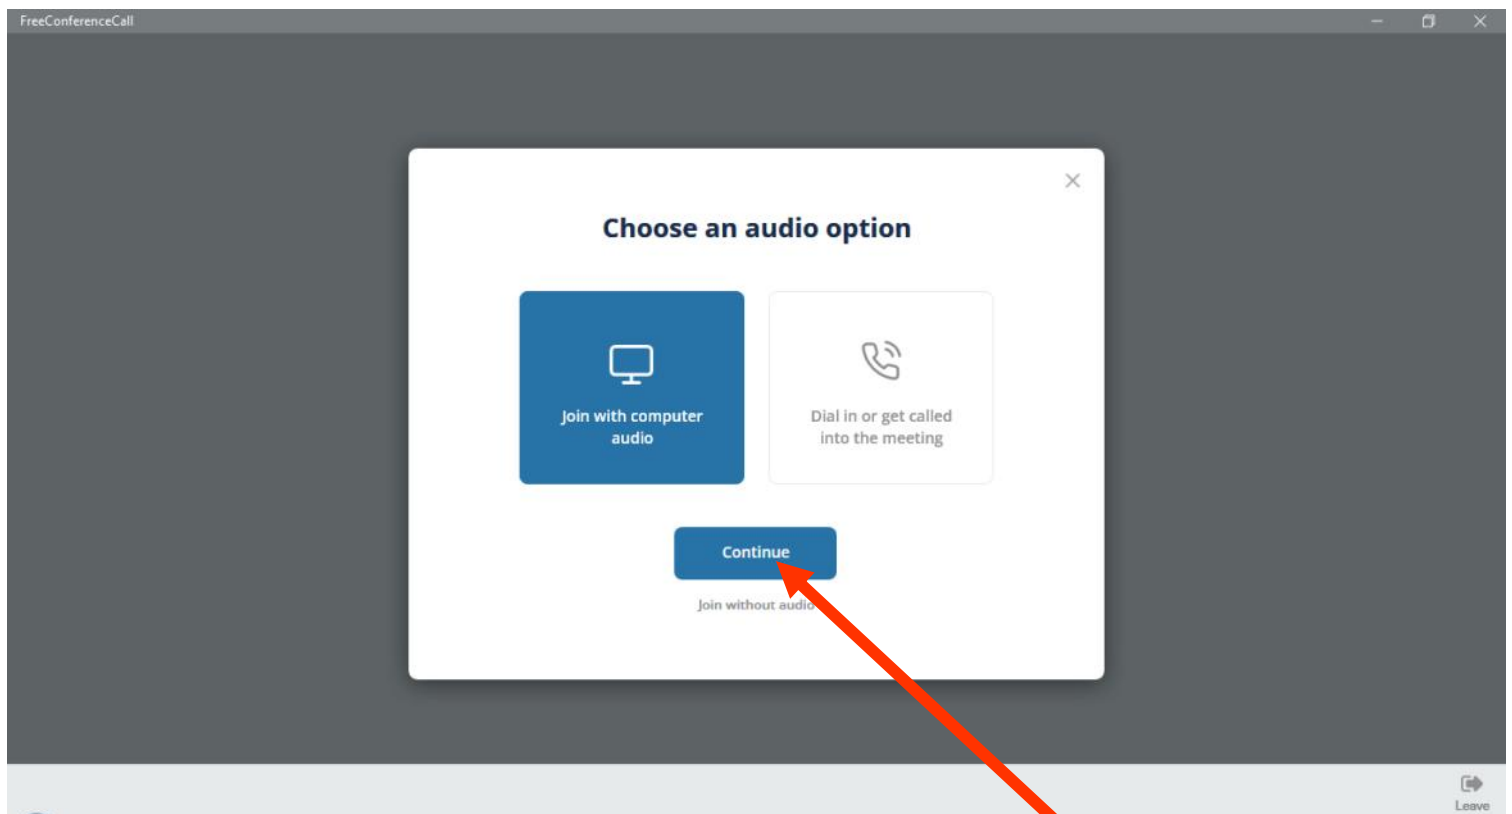 FreeConferenceCall
Choose an audio option
Join with computer
audio
Dial in or get called
into the meeting
Continue
Join without audio
Leave